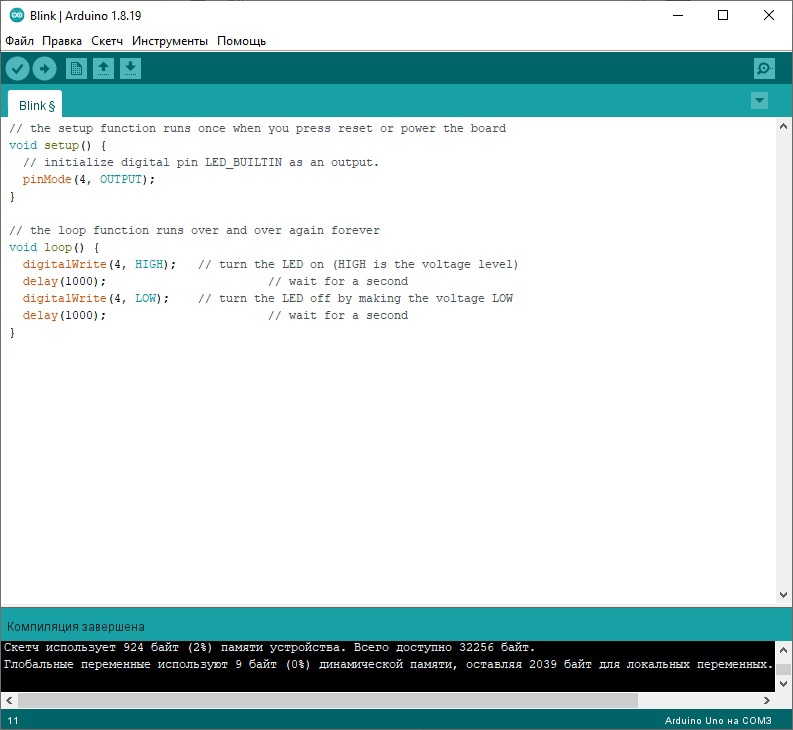 Blink | Arduino 1.8.19
Файл Правка Скетч Инструменты Помощь
Blink §
// the setup function runs once when you press reset or power the board
void setup() {
  // initialize digital pin LED_BUILTIN as an output.
  pinMode(4, OUTPUT);
}
// the loop function runs over and over again forever
void loop() {
  digitalWrite(4, HIGH);   // turn the LED on (HIGH is the voltage level)
  delay(1000);                       // wait for a second
  digitalWrite(4, LOW);    // turn the LED off by making the voltage LOW
  delay(1000);                       // wait for a second
}
Компиляция завершена
Скетч использует 924 байт (2%) памяти устройства. Всего доступно 32256 байт.
Глобальные переменные используют 9 байт (0%) динамической памяти, оставляя 2039 байт для локальных переменных.
11
Arduino Uno на COM3